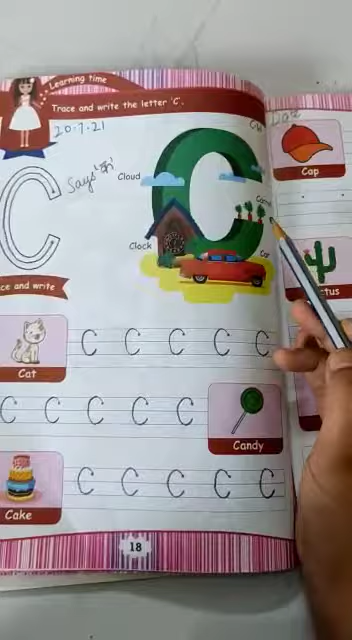 Learning time
Trace and write the letter 'C'.
20.7.21
C
Says 'क'
Cloud
Clock
Car
Cap
ce and write
ctus
Cat
C C C C C
C C C C C
Candy
Cake
C C C C C
18